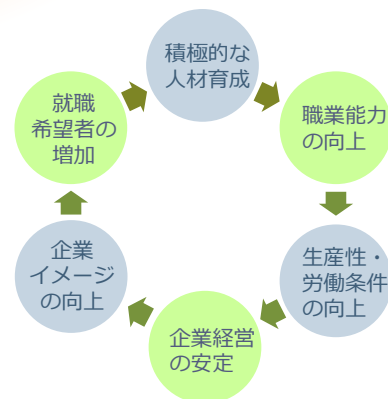 積極的な
人材育成
職業能力
の向上
生産性・
労働条件
の向上
企業経営
の安定
企業
イメージ
の向上
就職
希望者の
増加